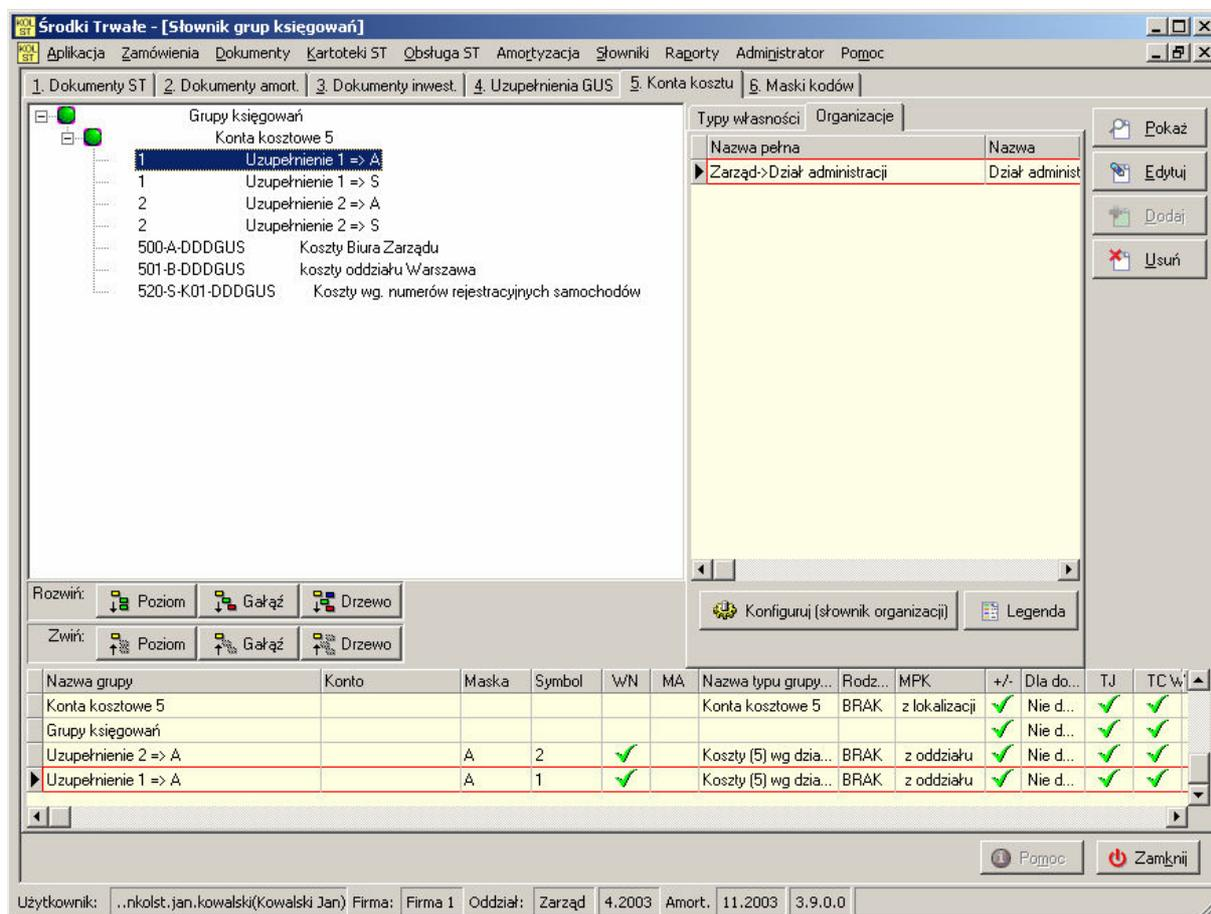 KOL ST Środki Trwałe - [Słownik grup księgowań]
KOL ST Aplikacja Zamówienia Dokumenty Kartoteki ST Obsługa ST Amortyzacja Słowniki Raporty Administrator Pomoc
1. Dokumenty ST 2. Dokumenty amort. 3. Dokumenty inwest. 4. Uzupełnienia GUS 5. Konta kosztu 6. Maski kodów
Grupy księgowań
Konta kosztowe 5
1 Uzupełnienie 1 => A
1 Uzupełnienie 1 => S
2 Uzupełnienie 2 => A
2 Uzupełnienie 2 => S
500-A-DDDGUS Koszty Biura Zarządu
501-B-DDDGUS koszty oddziału Warszawa
520-S-K01-DDDGUS Koszty wg. numerów rejestracyjnych samochodów
Typy własności Organizacje
Nazwa pełna Nazwa
Zarząd->Dział administracji Dział administ
Pokaż
Edytuj
Dodaj
Usuń
Rozwiń: Poziom Gałąź Drzewo
Zwiń: Poziom Gałąź Drzewo
Konfiguruj (słownik organizacji) Legenda
Nazwa grupy Konto Maska Symbol WN MA Nazwa typu grupy... Rodz... MPK +/- Dla do... TJ TC W
Konta kosztowe 5 Konta kosztowe 5 BRAK z lokalizacji Nie d...
Grupy księgowań Nie d...
Uzupełnienie 2 => A A 2 Koszty (5) wg dzia... BRAK z oddziału Nie d...
Uzupełnienie 1 => A A 1 Koszty (5) wg dzia... BRAK z oddziału Nie d...
Pomoc Zamknij
Użytkownik: ..nkolst.jan.kowalski(Kowalski Jan) Firma: Firma 1 Oddział: Zarząd 4.2003 Amort. 11.2003 3.9.0.0